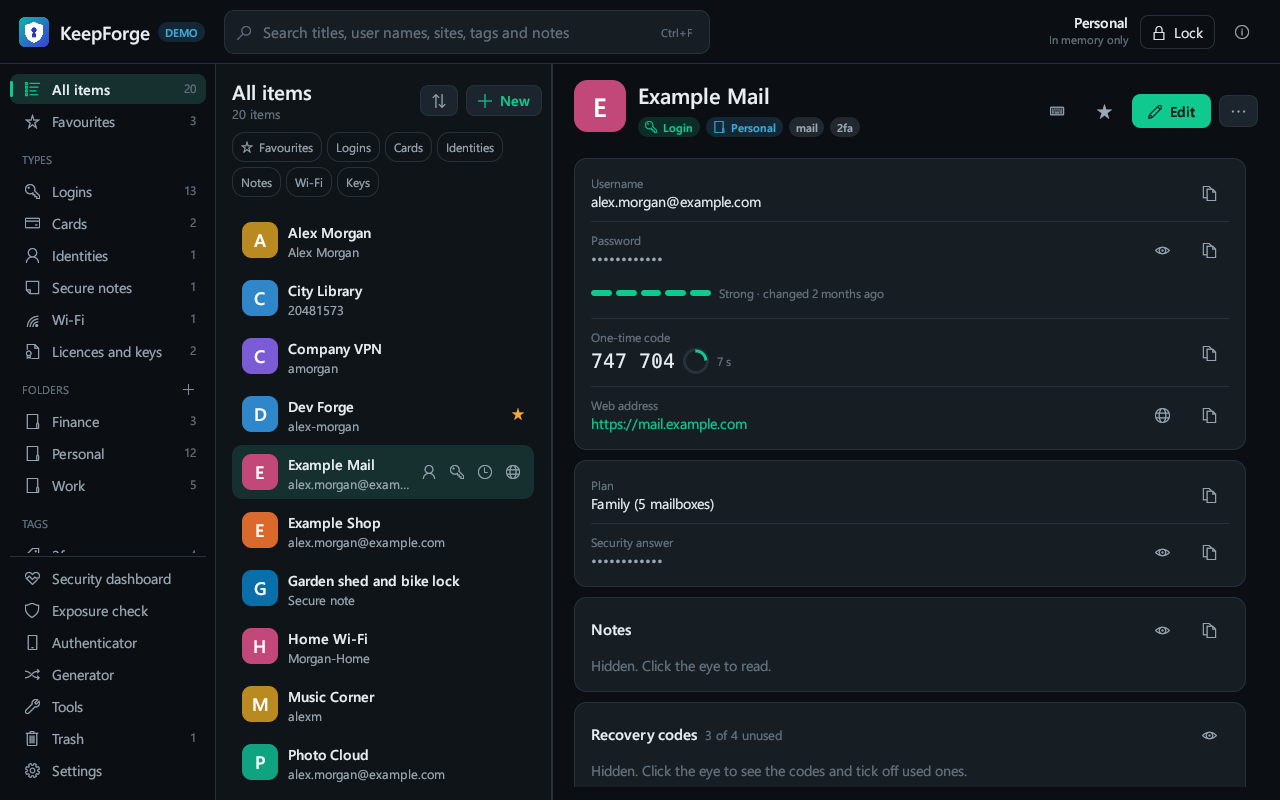 KeepForge DEMO
Search titles, user names, sites, tags and notes Ctrl+F
Personal
In memory only
Lock
All items 20
Favourites 3
TYPES
Logins 13
Cards 2
Identities 1
Secure notes 1
Wi-Fi 1
Licences and keys 2
FOLDERS
Finance 3
Personal 12
Work 5
TAGS
Security dashboard
Exposure check
Authenticator
Generator
Tools
Trash 1
Settings
All items
20 items
New
Favourites Logins Cards Identities
Notes Wi-Fi Keys
A
Alex Morgan
Alex Morgan
C
City Library
20481573
C
Company VPN
amorgan
D
Dev Forge
alex-morgan
E
Example Mail
alex.morgan@exam...
E
Example Shop
alex.morgan@example.com
G
Garden shed and bike lock
Secure note
H
Home Wi-Fi
Morgan-Home
M
Music Corner
alexm
P
Photo Cloud
alex.morgan@example.com
E
Example Mail
Login Personal mail 2fa
Edit
Username
alex.morgan@example.com
Password
••••••••••••
Strong · changed 2 months ago
One-time code
747 704 7 s
Web address
https://mail.example.com
Plan
Family (5 mailboxes)
Security answer
••••••••••••
Notes
Hidden. Click the eye to read.
Recovery codes 3 of 4 unused
Hidden. Click the eye to see the codes and tick off used ones.